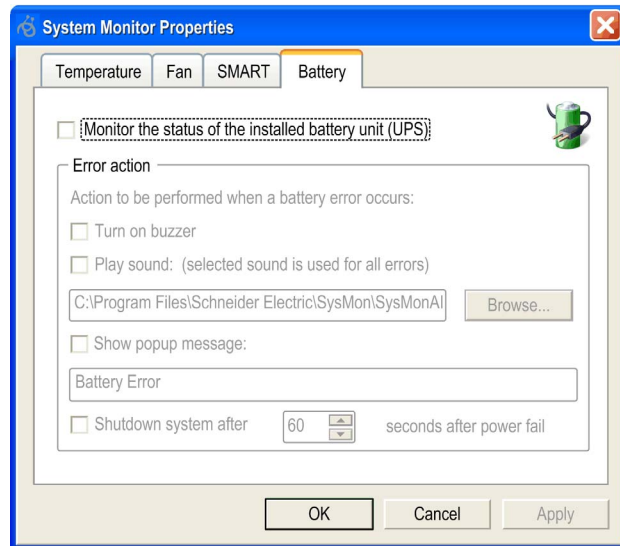 System Monitor Properties
Temperature Fan SMART Battery
Monitor the status of the installed battery unit (UPS)
Error action
Action to be performed when a battery error occurs:
Turn on buzzer
Play sound: (selected sound is used for all errors)
C:\Program Files\Schneider Electric\SysMon\SysMonAl Browse...
Show popup message:
Battery Error
Shutdown system after 60 seconds after power fail
OK Cancel Apply